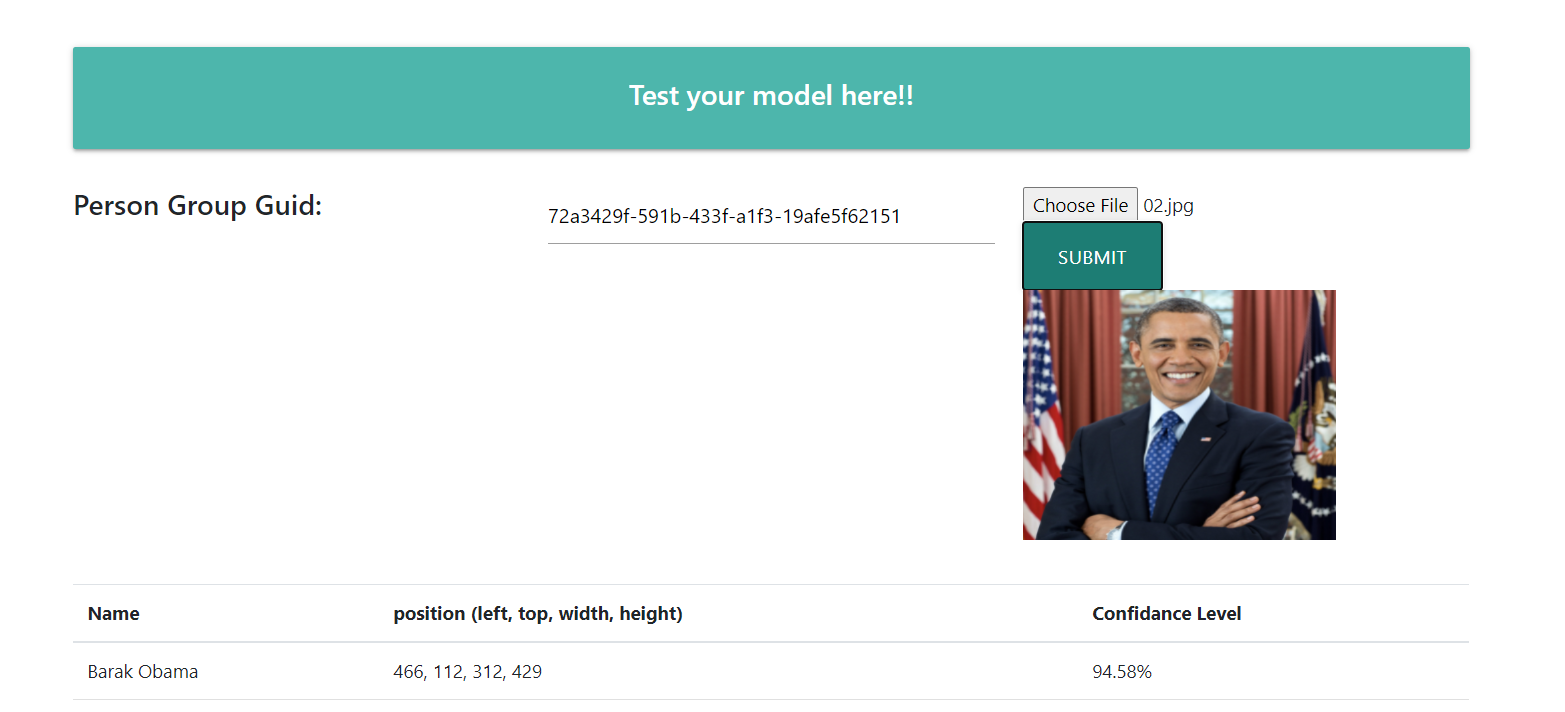 Test your model here!!
Person Group Guid:
72a3429f-591b-433f-a1f3-19afe5f62151
Choose File 02.jpg
SUBMIT
Name position (left, top, width, height) Confidance Level
Barak Obama 466, 112, 312, 429 94.58%